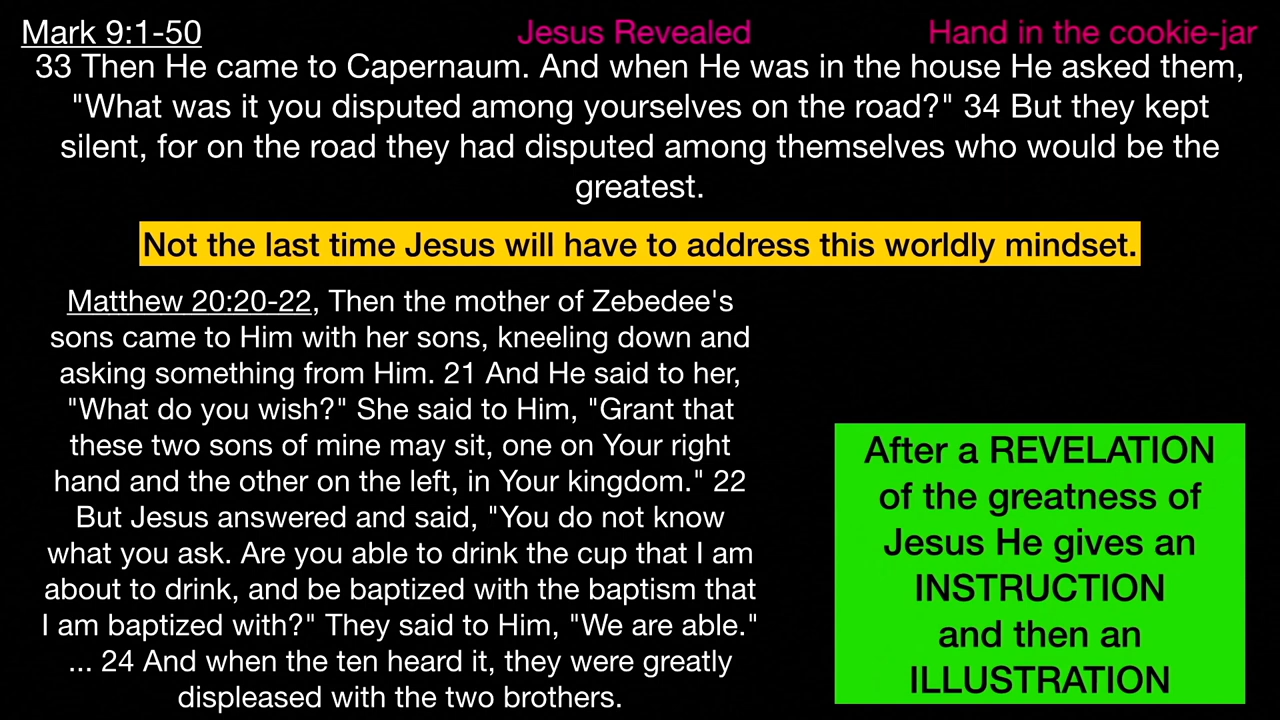 Mark 9:1-50
Jesus Revealed
Hand in the cookie-jar
33 Then He came to Capernaum. And when He was in the house He asked them,
"What was it you disputed among yourselves on the road?" 34 But they kept
silent, for on the road they had disputed among themselves who would be the
greatest.
Not the last time Jesus will have to address this worldly mindset.
Matthew 20:20-22, Then the mother of Zebedee's
sons came to Him with her sons, kneeling down and
asking something from Him. 21 And He said to her,
"What do you wish?" She said to Him, "Grant that
these two sons of mine may sit, one on Your right
hand and the other on the left, in Your kingdom." 22
But Jesus answered and said, "You do not know
what you ask. Are you able to drink the cup that I am
about to drink, and be baptized with the baptism that
I am baptized with?" They said to Him, "We are able."
... 24 And when the ten heard it, they were greatly
displeased with the two brothers.
After a REVELATION
of the greatness of
Jesus He gives an
INSTRUCTION
and then an
ILLUSTRATION